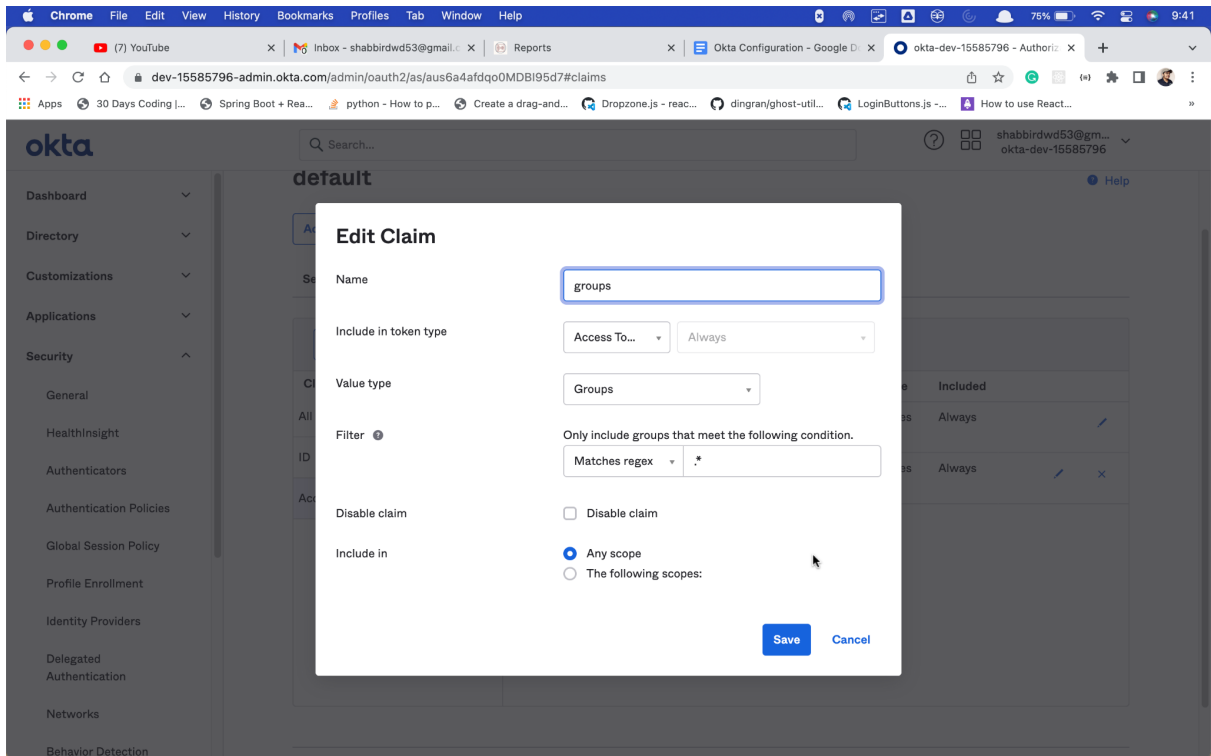 Chrome File Edit View History Bookmarks Profiles Tab Window Help 75% 9:41
(7) YouTube
Inbox - shabbirdwd53@gmail.c
Reports
Okta Configuration - Google D
okta-dev-15585796 - Authoriz
dev-15585796-admin.okta.com/admin/oauth2/as/aus6a4afdqo0MDBI95d7#claims
Apps 30 Days Coding |... Spring Boot + Rea... python - How to p... Create a drag-and... Dropzone.js - reac... dingran/ghost-util... LoginButtons.js -... How to use React... »
okta
Search...
shabbirdwd53@gm...
okta-dev-15585796
default
Help
Dashboard
Directory
Customizations
Applications
Security
General
HealthInsight
Authenticators
Authentication Policies
Global Session Policy
Profile Enrollment
Identity Providers
Delegated
Authentication
Networks
Behavior Detection
Edit Claim
Name groups
Include in token type Access To... Always
Value type Groups
Filter Only include groups that meet the following condition.
Matches regex .*
Disable claim Disable claim
Include in Any scope
The following scopes:
Save Cancel
Included
All
Always
ID
Always